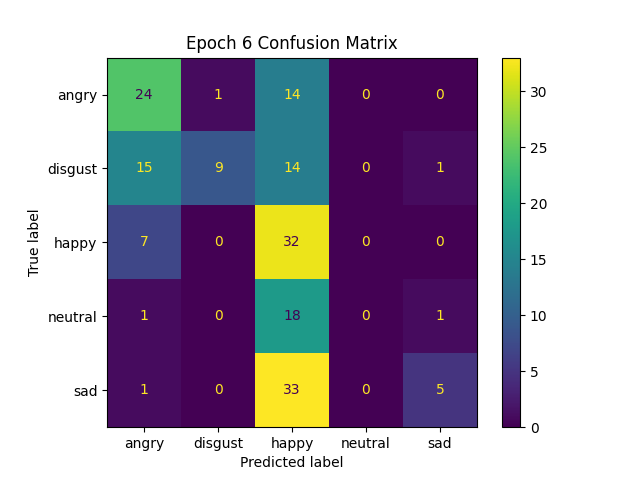 Epoch 6 Confusion Matrix
True label
angry 24 1 14 0 0
disgust 15 9 14 0 1
happy 7 0 32 0 0
neutral 1 0 18 0 1
sad 1 0 33 0 5
angry disgust happy neutral sad
Predicted label
30
25
20
15
10
5
0